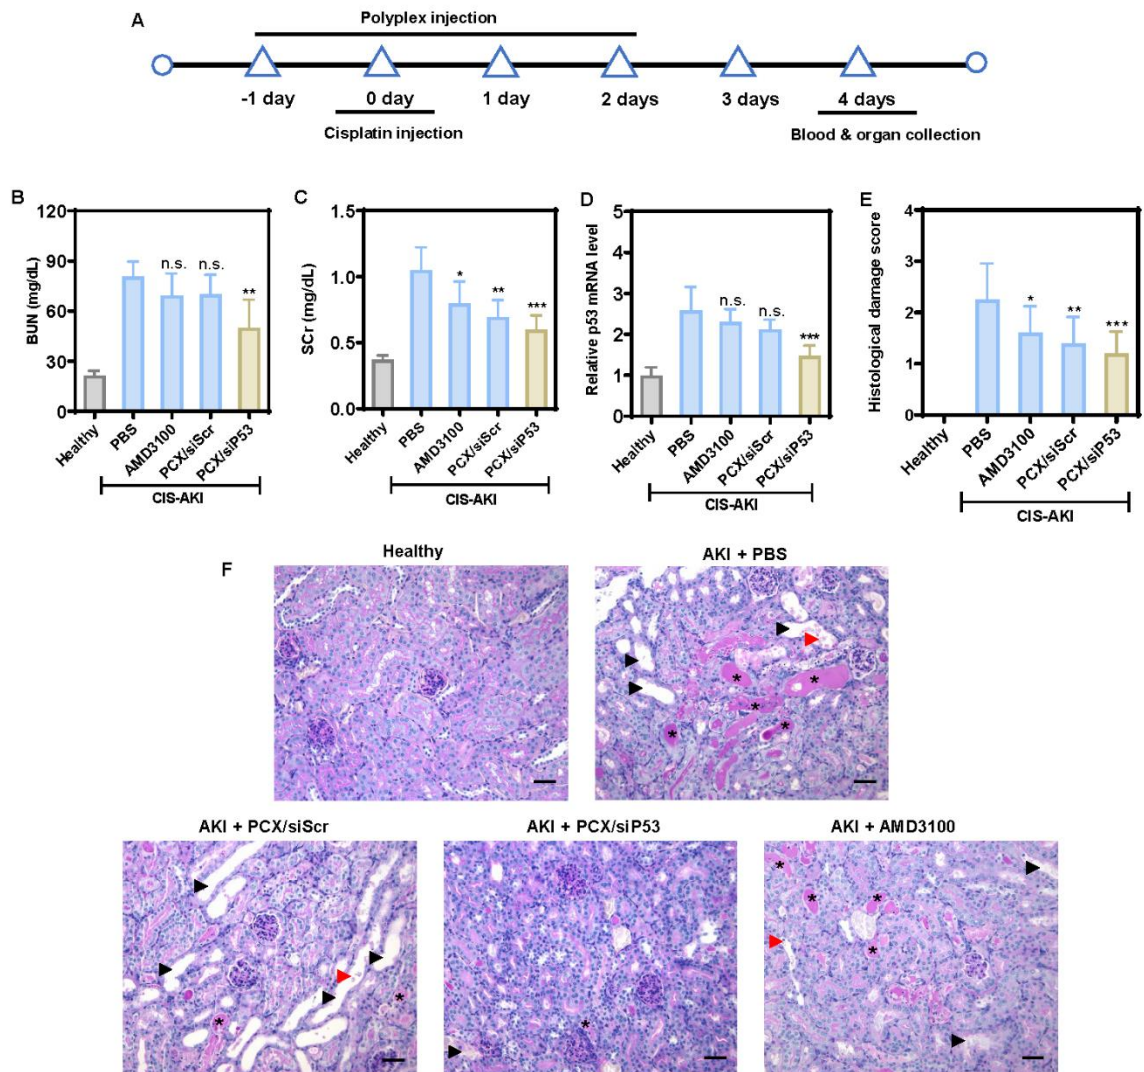 A
Polyplex injection
-1 day
0 day
1 day
2 days
3 days
4 days
Cisplatin injection
Blood & organ collection
B
BUN (mg/dL)
120
90
60
30
0
n.s.
n.s.
**
Healthy
PBS
AMD3100
PCX/siScr
PCX/siP53
CIS-AKI
C
SCr (mg/dL)
1.5
1.0
0.5
0.0
*
**
***
Healthy
PBS
AMD3100
PCX/siScr
PCX/siP53
CIS-AKI
D
Relative p53 mRNA level
5
4
3
2
1
0
n.s.
n.s.
***
Healthy
PBS
AMD3100
PCX/siScr
PCX/siP53
CIS-AKI
E
Histological damage score
4
3
2
1
0
*
**
***
Healthy
PBS
AMD3100
PCX/siScr
PCX/siP53
CIS-AKI
F
Healthy
AKI + PBS
*
*
*
*
*
AKI + PCX/siScr
*
*
AKI + PCX/siP53
*
AKI + AMD3100
*
*
*
*